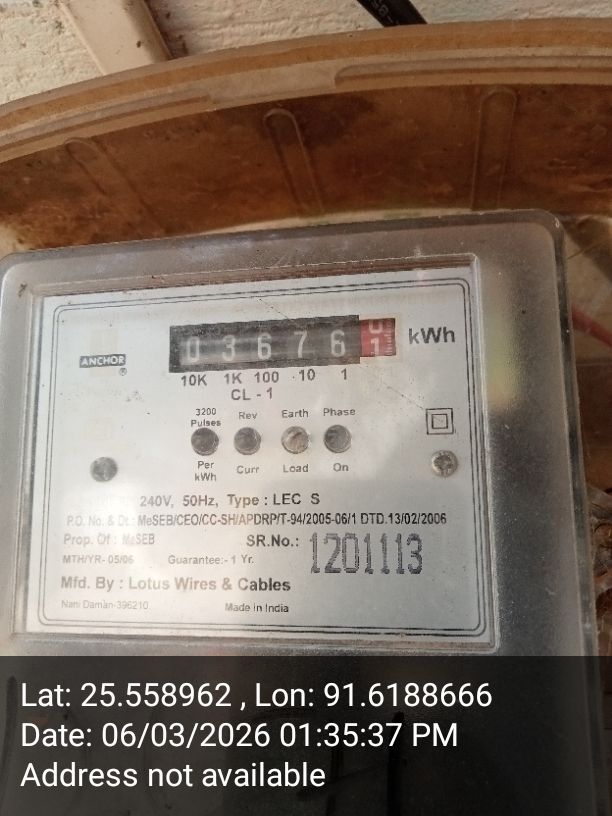 ANCHOR
®
0 3 6 7 6 0 1 kWh
10K 1K 100 10 1
CL - 1
3200 Pulses Rev Earth Phase
Per kWh Curr Load On
240V, 50Hz, Type : LEC S
P.O. No. & Dt.: MeSEB/CEO/CC-SH/APDRP/T-94/2005-06/1 DTD.13/02/2006
Prop. Of : MeSEB SR.No.: 1201113
MTH/YR- 05/06 Guarantee:- 1 Yr.
Mfd. By : Lotus Wires & Cables
Nani Daman-396210. Made in India
Lat: 25.558962 , Lon: 91.6188666
Date: 06/03/2026 01:35:37 PM
Address not available